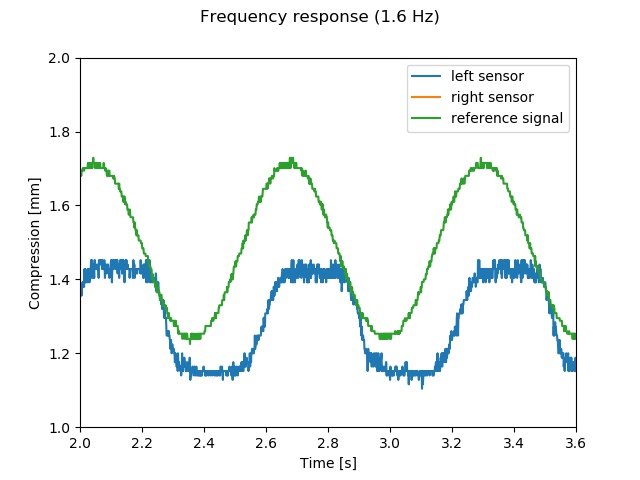 Frequency response (1.6 Hz)
2.0
left sensor
right sensor
reference signal
1.8
1.6
1.4
1.2
1.0
Compression [mm]
2.0 2.2 2.4 2.6 2.8 3.0 3.2 3.4 3.6
Time [s]